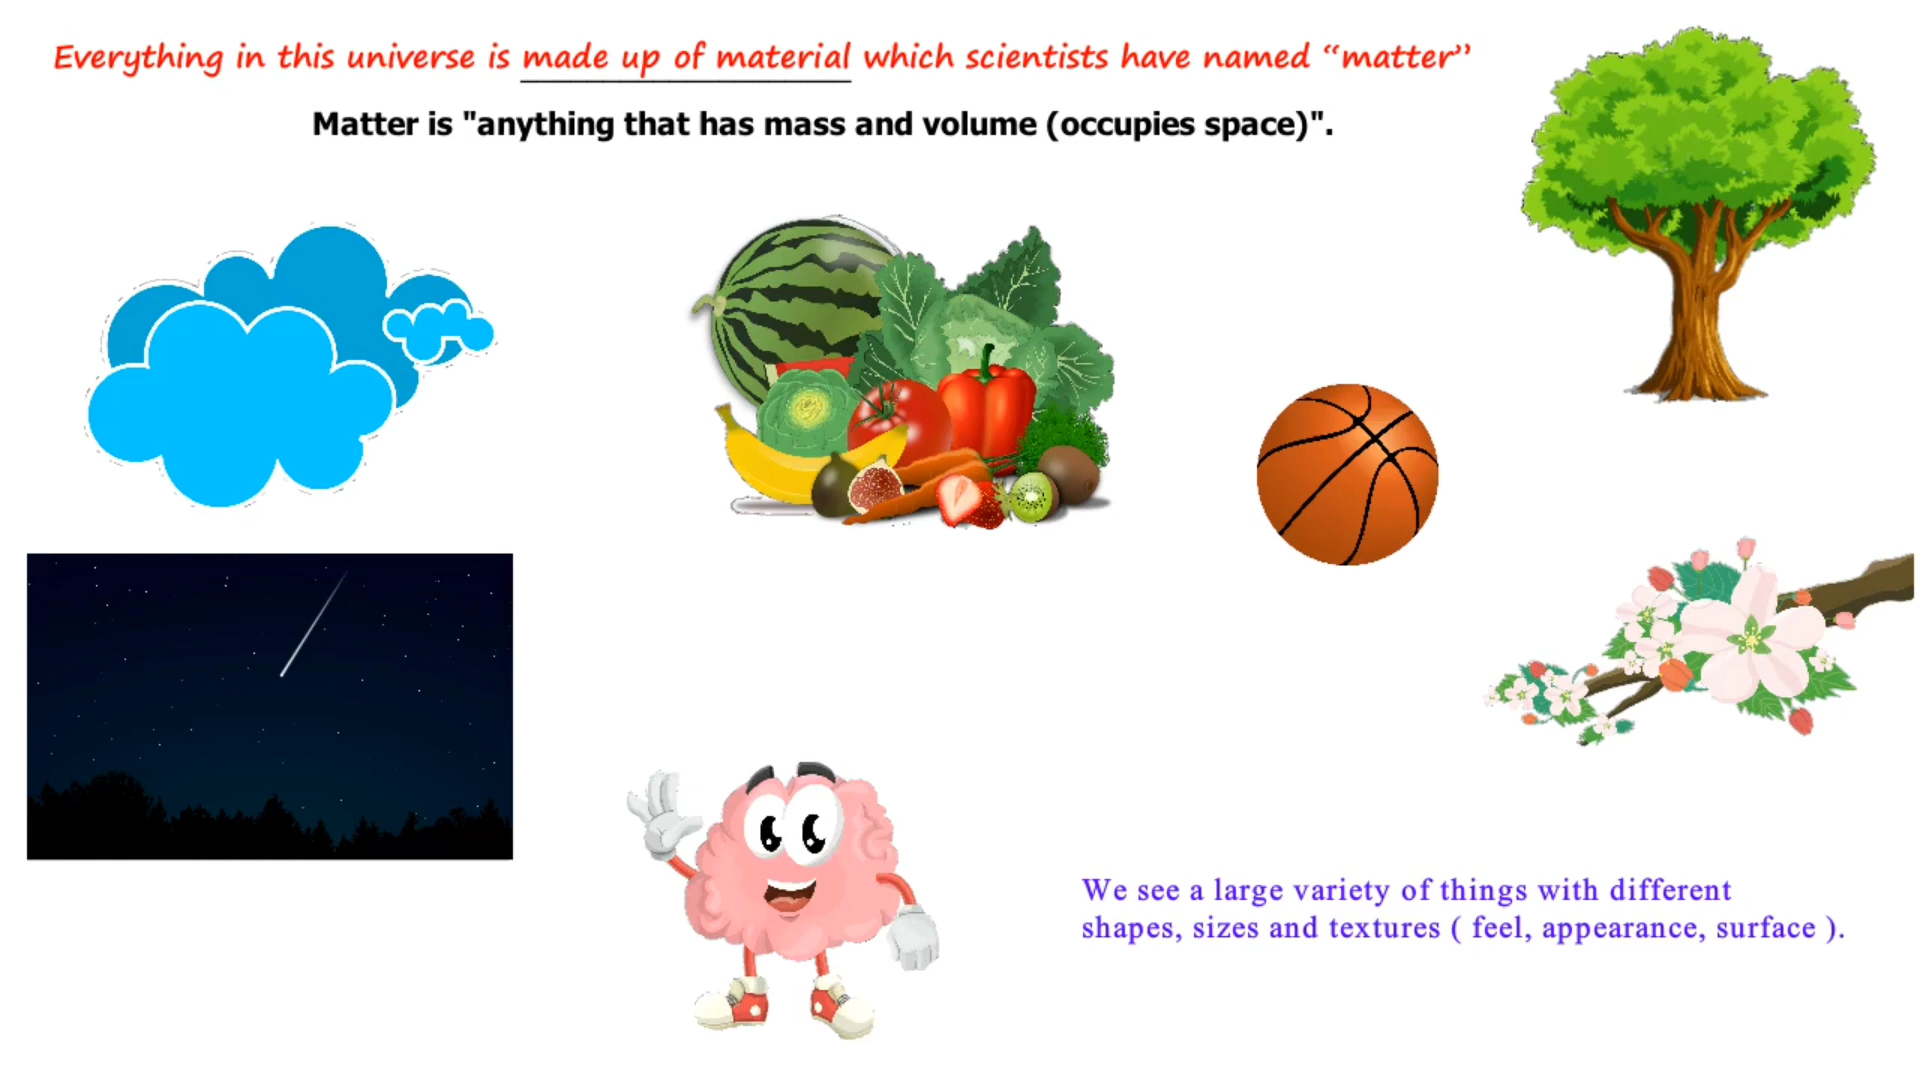 Everything in this universe is made up of material which scientists have named “matter”
Matter is "anything that has mass and volume (occupies space)".
We see a large variety of things with different
shapes, sizes and textures ( feel, appearance, surface ).